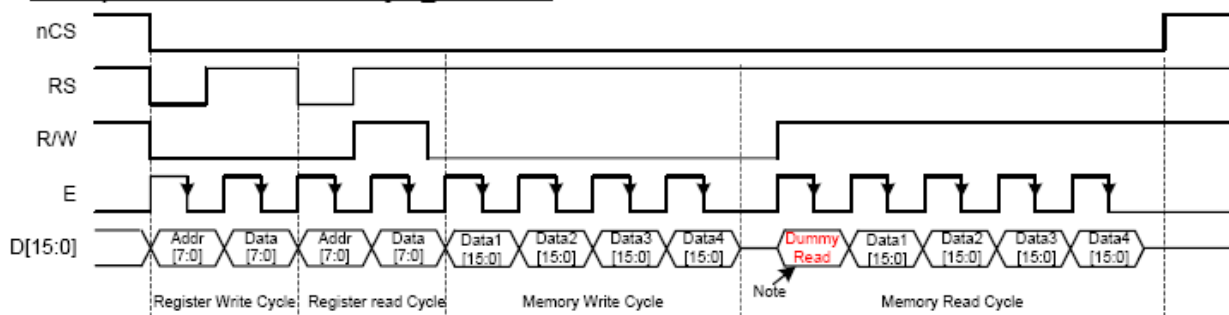 nCS
RS
R/W
E
D[15:0]
Addr [7:0]
Data [7:0]
Addr [7:0]
Data [7:0]
Data1 [15:0]
Data2 [15:0]
Data3 [15:0]
Data4 [15:0]
Dummy Read
Data1 [15:0]
Data2 [15:0]
Data3 [15:0]
Data4 [15:0]
Note
Register Write Cycle
Register read Cycle
Memory Write Cycle
Memory Read Cycle